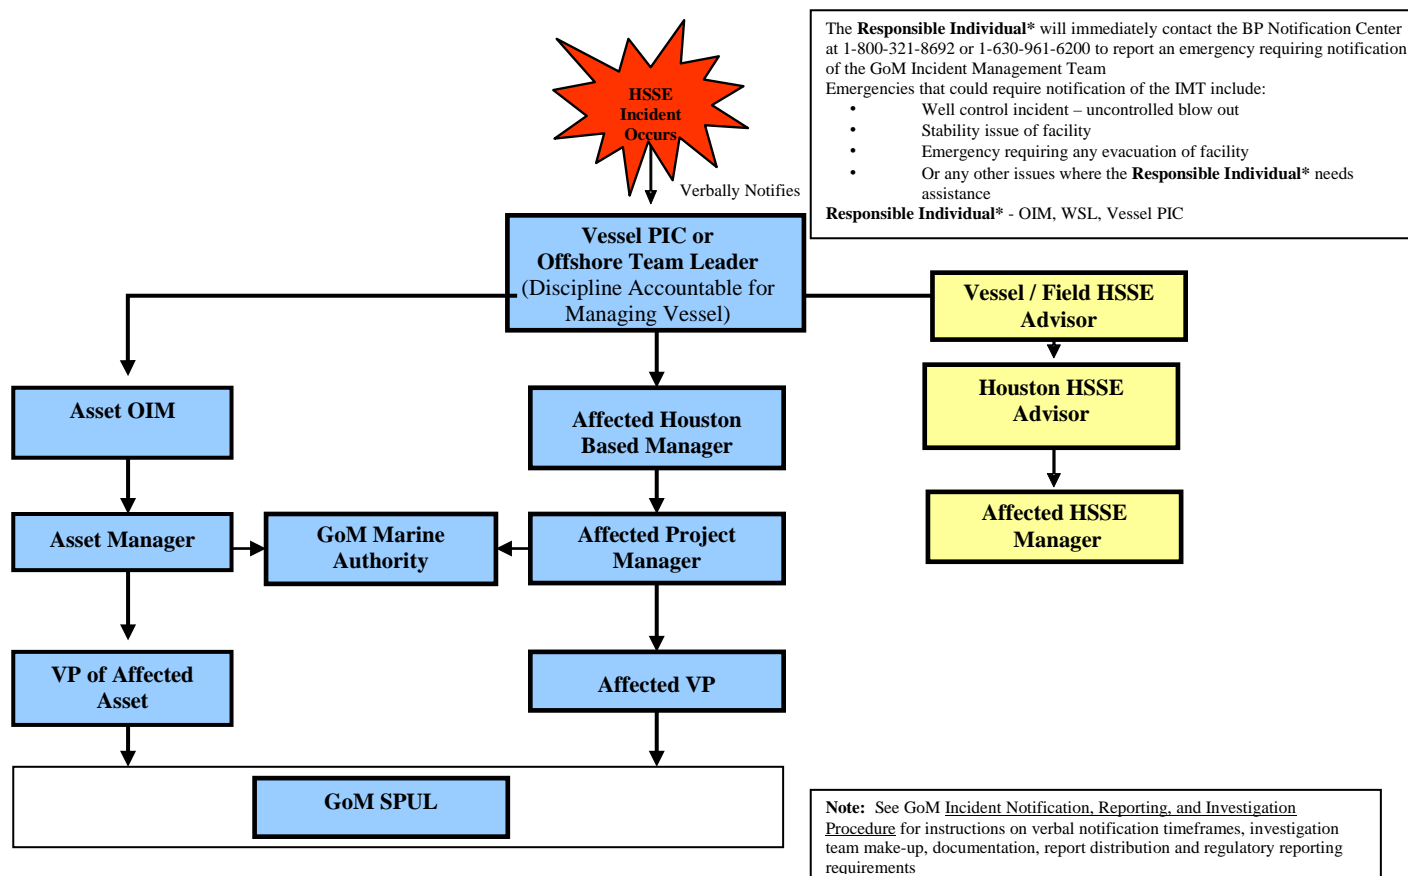 HSSE
Incident
Occurs
Verbally Notifies
The Responsible Individual* will immediately contact the BP Notification Center
at 1-800-321-8692 or 1-630-961-6200 to report an emergency requiring notification
of the GoM Incident Management Team
Emergencies that could require notification of the IMT include:
• Well control incident – uncontrolled blow out
• Stability issue of facility
• Emergency requiring any evacuation of facility
• Or any other issues where the Responsible Individual* needs
assistance
Responsible Individual* - OIM, WSL, Vessel PIC
Vessel PIC or
Offshore Team Leader
(Discipline Accountable for
Managing Vessel)
Vessel / Field HSSE
Advisor
Asset OIM
Affected Houston
Based Manager
Houston HSSE
Advisor
Asset Manager
GoM Marine
Authority
Affected Project
Manager
Affected HSSE
Manager
VP of Affected
Asset
Affected VP
GoM SPUL
Note: See GoM Incident Notification, Reporting, and Investigation
Procedure for instructions on verbal notification timeframes, investigation
team make-up, documentation, report distribution and regulatory reporting
requirements